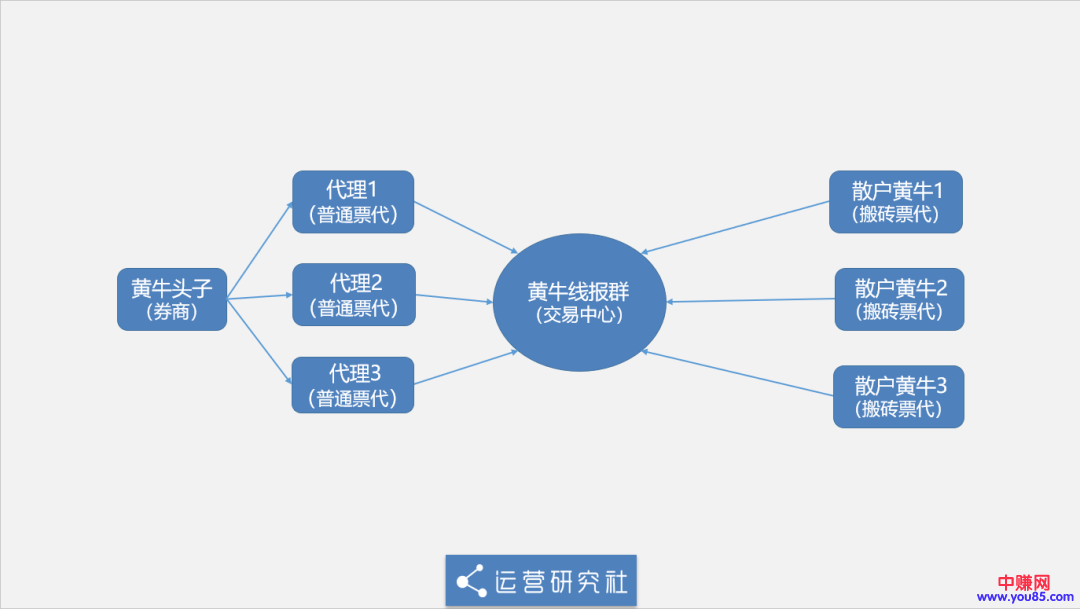 代理1
（普通票代）
散户黄牛1
（搬砖票代）
黄牛头子
（券商）
代理2
（普通票代）
黄牛线报群
（交易中心）
散户黄牛2
（搬砖票代）
代理3
（普通票代）
散户黄牛3
（搬砖票代）
运营研究社
中赚网
www.you85.com